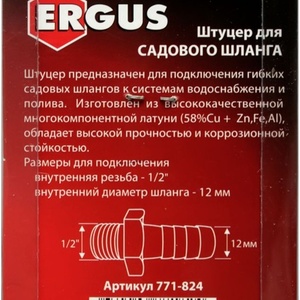 ERGUS
Штуцер для
САДОВОГО ШЛАНГА
Штуцер предназначен для подключения гибких
садовых шлангов к системам водоснабжения и
полива. Изготовлен из высококачественной
многокомпонентной латуни (58%Cu + Zn,Fe,Al),
обладает высокой прочностью и коррозионной
стойкостью.
Размеры для подключения
внутренняя резьба - 1/2"
внутренний диаметр шланга - 12 мм
1/2"
12мм
Артикул 771-824